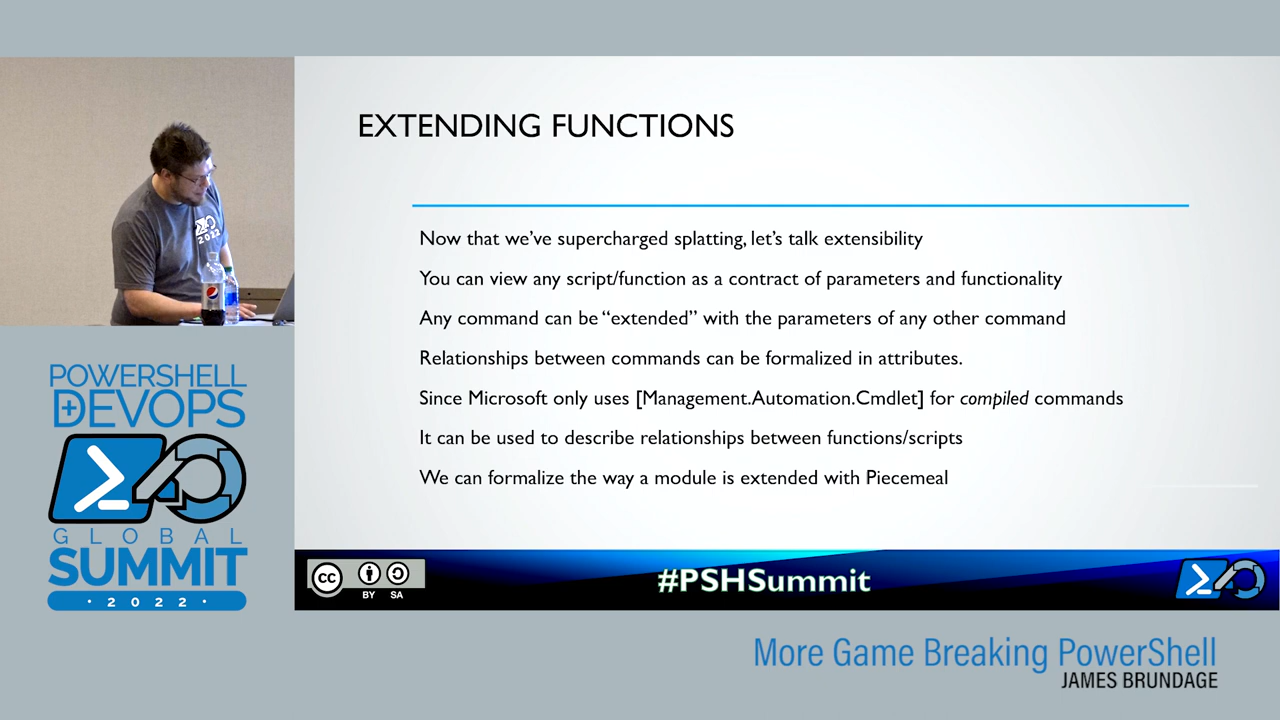 EXTENDING FUNCTIONS
Now that we’ve supercharged splatting, let’s talk extensibility
You can view any script/function as a contract of parameters and functionality
Any command can be “extended” with the parameters of any other command
Relationships between commands can be formalized in attributes.
Since Microsoft only uses [Management.Automation.Cmdlet] for compiled commands
It can be used to describe relationships between functions/scripts
We can formalize the way a module is extended with Piecemeal
2022
POWERSHELL
+DEVOPS
GLOBAL
SUMMIT
· 2022 ·
cc
BY SA
#PSHSummit
More Game Breaking PowerShell
JAMES BRUNDAGE